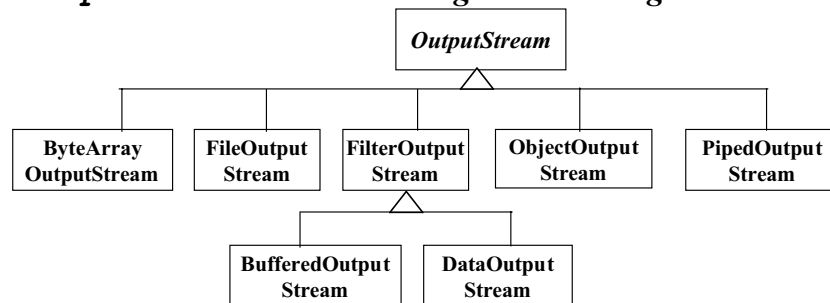 OutputStream
ByteArray
OutputStream
FileOutput
Stream
FilterOutput
Stream
ObjectOutput
Stream
PipedOutput
Stream
BufferedOutput
Stream
DataOutput
Stream